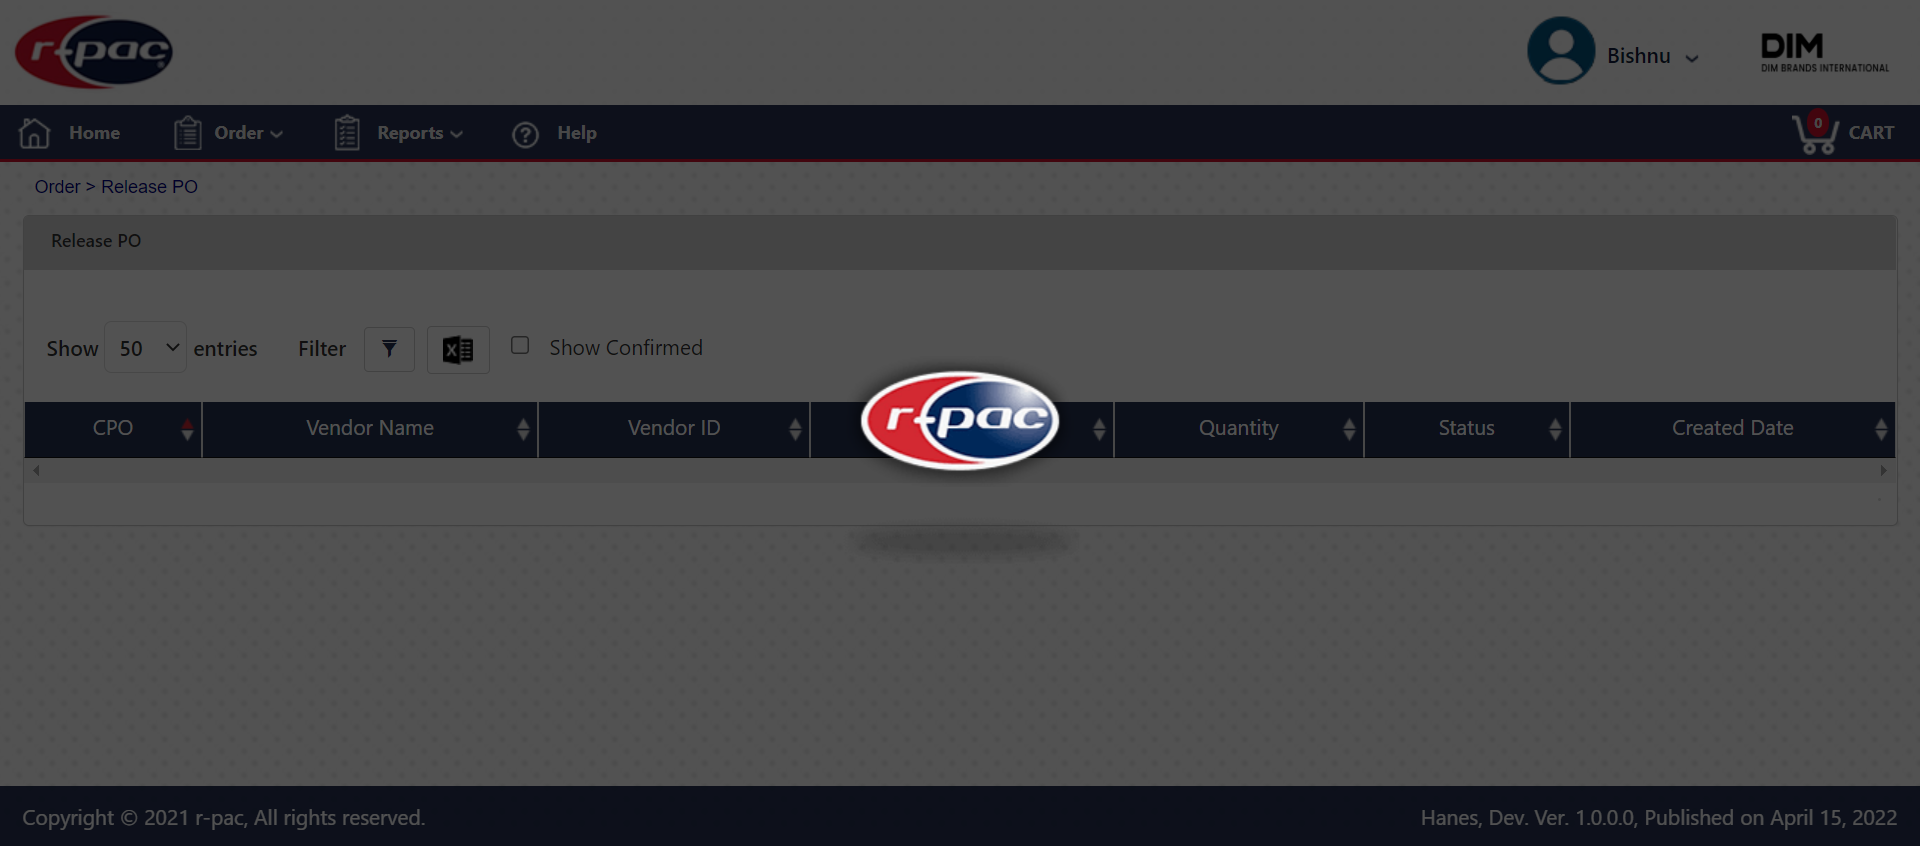 r-pac
Bishnu
DIM
DIM BRANDS INTERNATIONAL
Home
Order
Reports
Help
0
CART
Order > Release PO
Release PO
Show 50 entries
Filter
Show Confirmed
CPO
Vendor Name
Vendor ID
r-pac
Quantity
Status
Created Date
Copyright © 2021 r-pac, All rights reserved.
Hanes, Dev. Ver. 1.0.0.0, Published on April 15, 2022